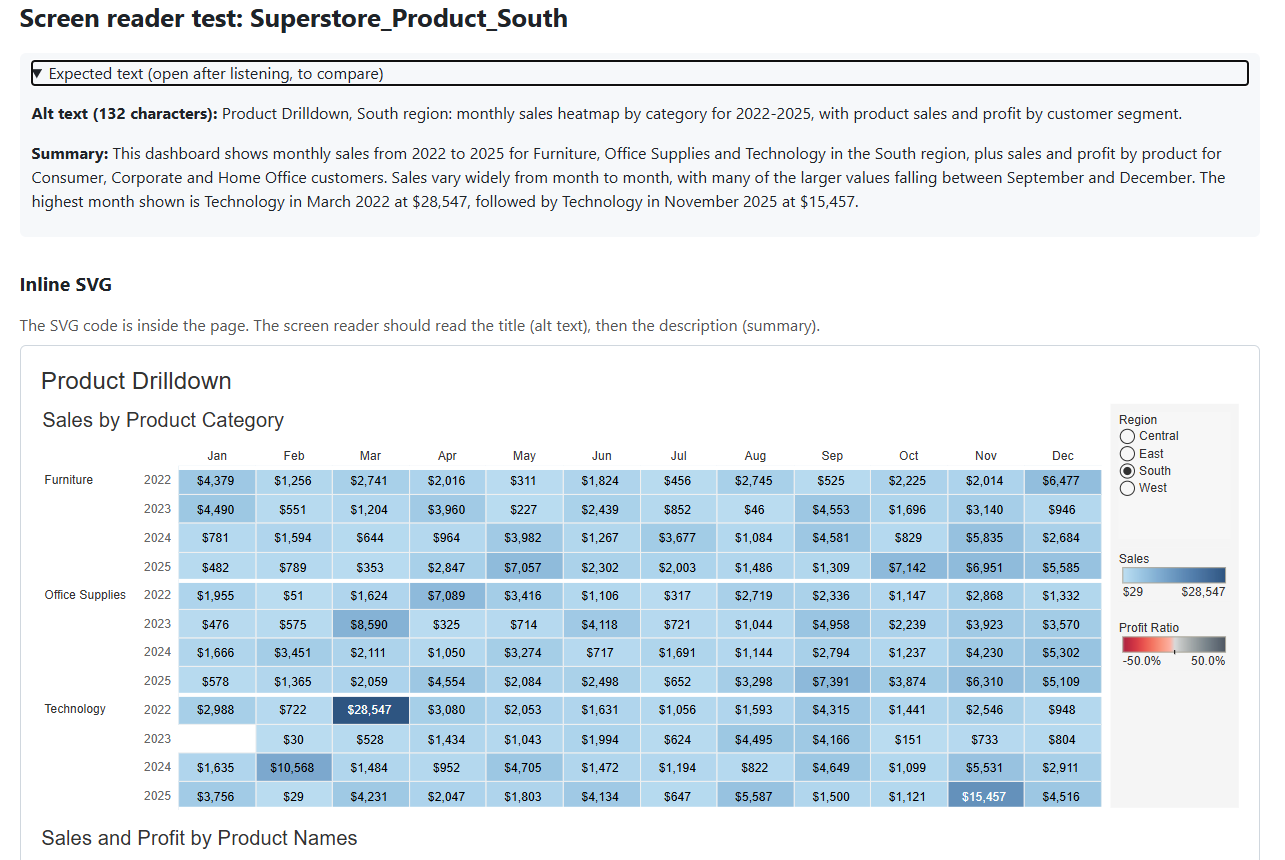 Screen reader test: Superstore_Product_South
Expected text (open after listening, to compare)
Alt text (132 characters): Product Drilldown, South region: monthly sales heatmap by category for 2022-2025, with product sales and profit by customer segment.
Summary: This dashboard shows monthly sales from 2022 to 2025 for Furniture, Office Supplies and Technology in the South region, plus sales and profit by product for
Consumer, Corporate and Home Office customers. Sales vary widely from month to month, with many of the larger values falling between September and December. The
highest month shown is Technology in March 2022 at $28,547, followed by Technology in November 2025 at $15,457.
Inline SVG
The SVG code is inside the page. The screen reader should read the title (alt text), then the description (summary).
Product Drilldown
Sales by Product Category
Jan Feb Mar Apr May Jun Jul Aug Sep Oct Nov Dec
Furniture 2022 $4,379 $1,256 $2,741 $2,016 $311 $1,824 $456 $2,745 $525 $2,225 $2,014 $6,477
2023 $4,490 $551 $1,204 $3,960 $227 $2,439 $852 $46 $4,553 $1,696 $3,140 $946
2024 $781 $1,594 $644 $964 $3,982 $1,267 $3,677 $1,084 $4,581 $829 $5,835 $2,684
2025 $482 $789 $353 $2,847 $7,057 $2,302 $2,003 $1,486 $1,309 $7,142 $6,951 $5,585
Office Supplies 2022 $1,955 $51 $1,624 $7,089 $3,416 $1,106 $317 $2,719 $2,336 $1,147 $2,868 $1,332
2023 $476 $575 $8,590 $325 $714 $4,118 $721 $1,044 $4,958 $2,239 $3,923 $3,570
2024 $1,666 $3,451 $2,111 $1,050 $3,274 $717 $1,691 $1,144 $2,794 $1,237 $4,230 $5,302
2025 $578 $1,365 $2,059 $4,554 $2,084 $2,498 $652 $3,298 $7,391 $3,874 $6,310 $5,109
Technology 2022 $2,988 $722 $28,547 $3,080 $2,053 $1,631 $1,056 $1,593 $4,315 $1,441 $2,546 $948
2023 $30 $528 $1,434 $1,043 $1,994 $624 $4,495 $4,166 $151 $733 $804
2024 $1,635 $10,568 $1,484 $952 $4,705 $1,472 $1,194 $822 $4,649 $1,099 $5,531 $2,911
2025 $3,756 $29 $4,231 $2,047 $1,803 $4,134 $647 $5,587 $1,500 $1,121 $15,457 $4,516
Region
Central
East
South
West
Sales
$29 $28,547
Profit Ratio
-50.0% 50.0%
Sales and Profit by Product Names